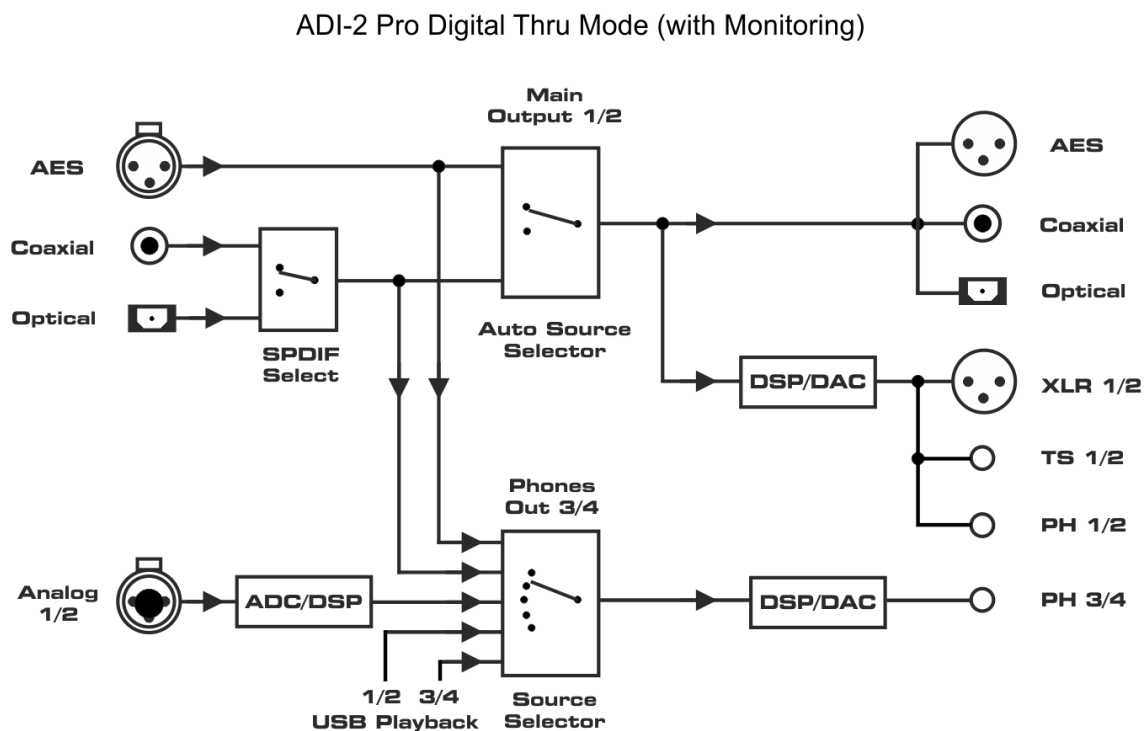 ADI-2 Pro Digital Thru Mode (with Monitoring)
Main
Output 1/2
AES
Coaxial
Optical
SPDIF
Select
Auto Source
Selector
AES
Coaxial
Optical
DSP/DAC
XLR 1/2
TS 1/2
PH 1/2
Phones
Out 3/4
Analog
1/2
ADC/DSP
DSP/DAC
PH 3/4
1/2 3/4
USB Playback
Source
Selector